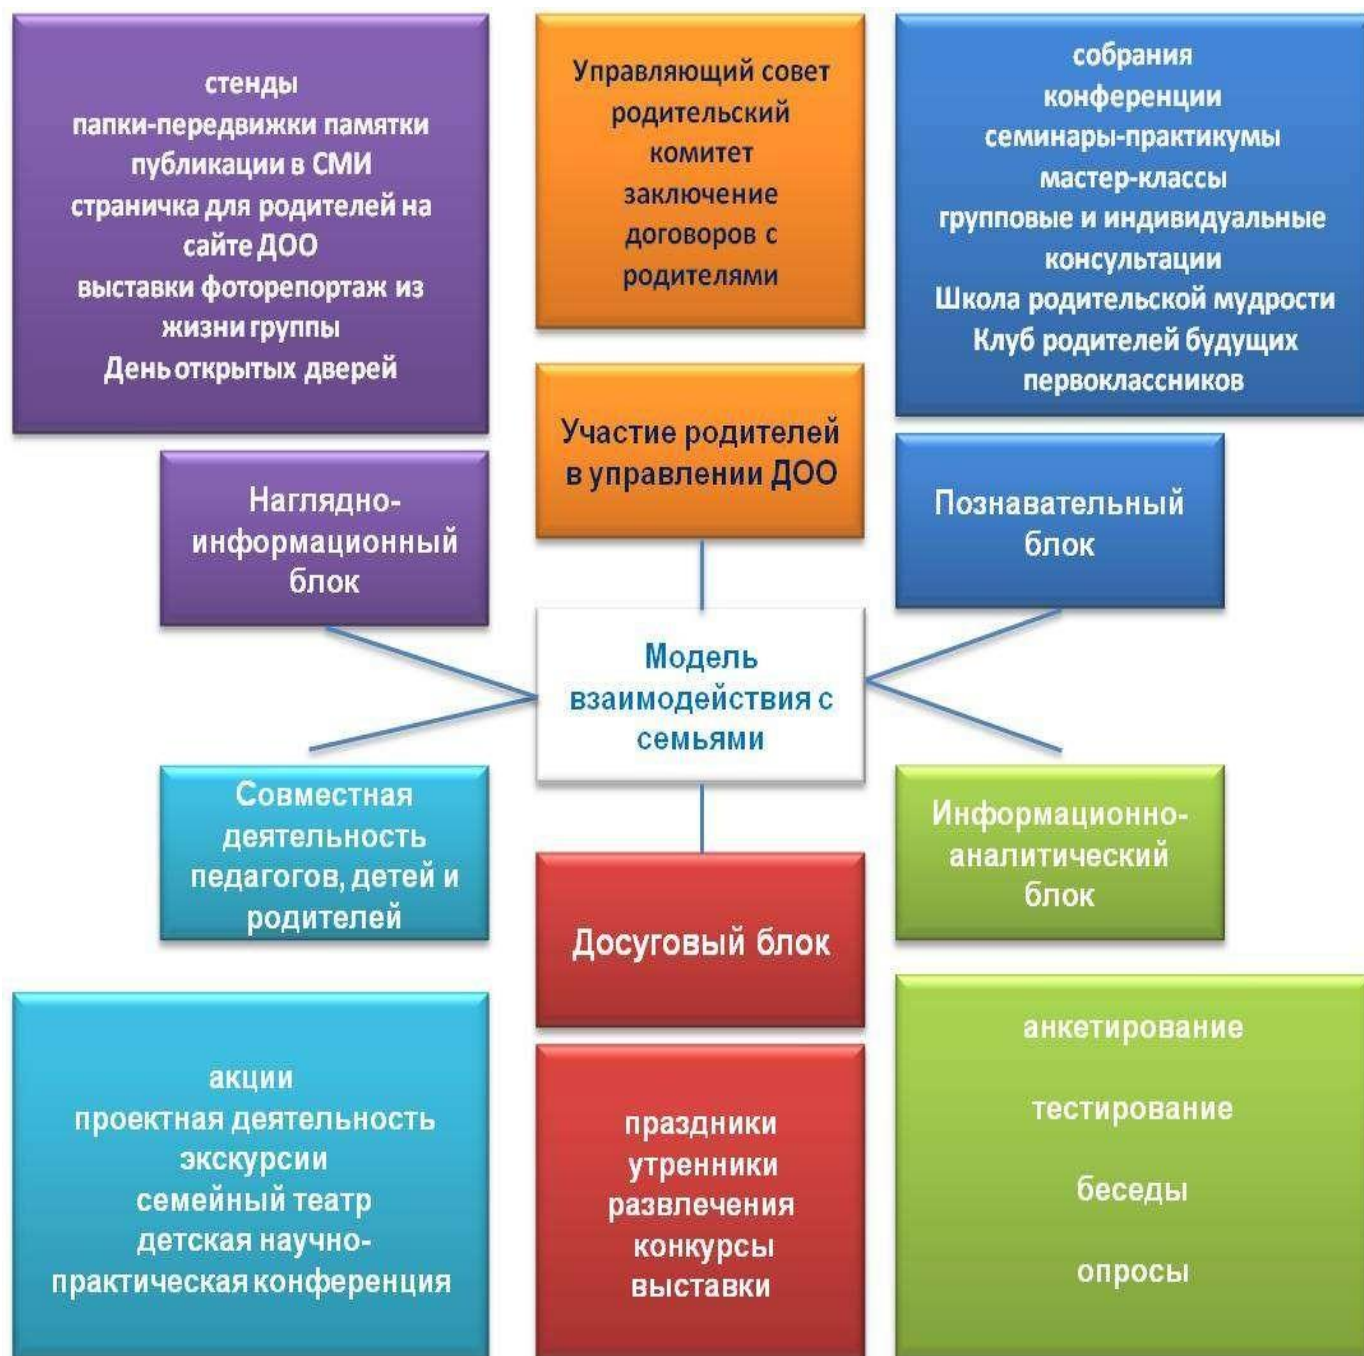 стенды
папки-передвижки памятки
публикации в СМИ
страничка для родителей на
сайте ДОО
выставки фоторепортаж из
жизни группы
День открытых дверей
Управляющий совет
родительский
комитет
заключение
договоров с
родителями
собрания
конференции
семинары-практикумы
мастер-классы
групповые и индивидуальные
консультации
Школа родительской мудрости
Клуб родителей будущих
первоклассников
Наглядно-
информационный
блок
Участие родителей
в управлении ДОО
Познавательный
блок
Модель
взаимодействия с
семьями
Совместная
деятельность
педагогов, детей и
родителей
Досуговый блок
Информационно-
аналитический
блок
акции
проектная деятельность
экскурсии
семейный театр
детская научно-
практическая конференция
праздники
утренники
развлечения
конкурсы
выставки
анкетирование
тестирование
беседы
опросы